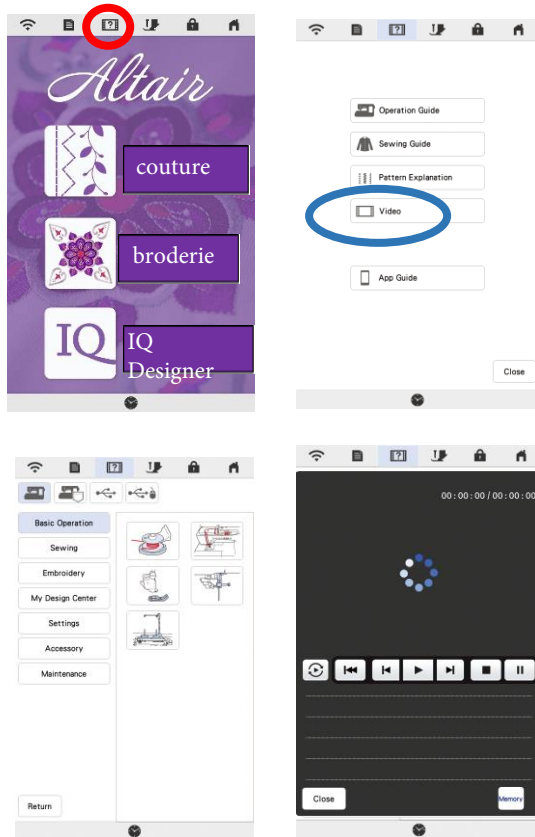 Altair
couture
broderie
IQ
IQ
Designer
Operation Guide
Sewing Guide
Pattern Explanation
Video
App Guide
Close
Basic Operation
Sewing
Embroidery
My Design Center
Settings
Accessory
Maintenance
Return
00 : 00 : 00 / 00 : 00 : 00
Close
Memory